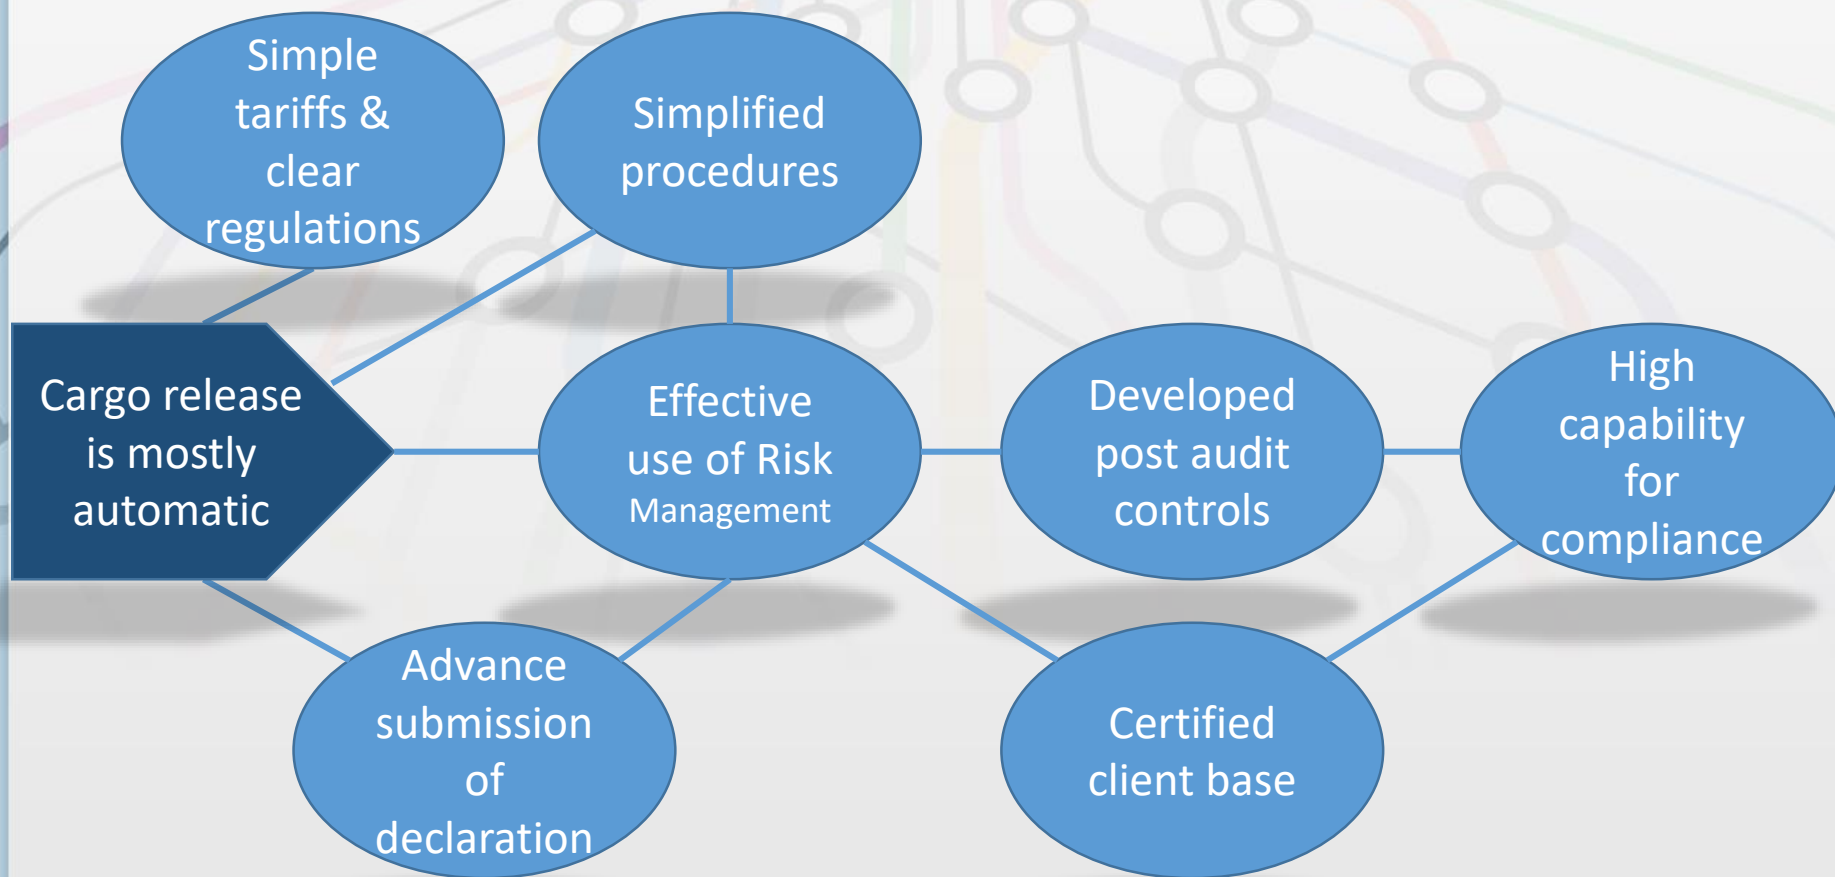 Simple
tariffs &
clear
regulations
Simplified
procedures
Cargo release
is mostly
automatic
Effective
use of Risk
Management
Developed
post audit
controls
High
capability
for
compliance
Advance
submission
of
declaration
Certified
client base